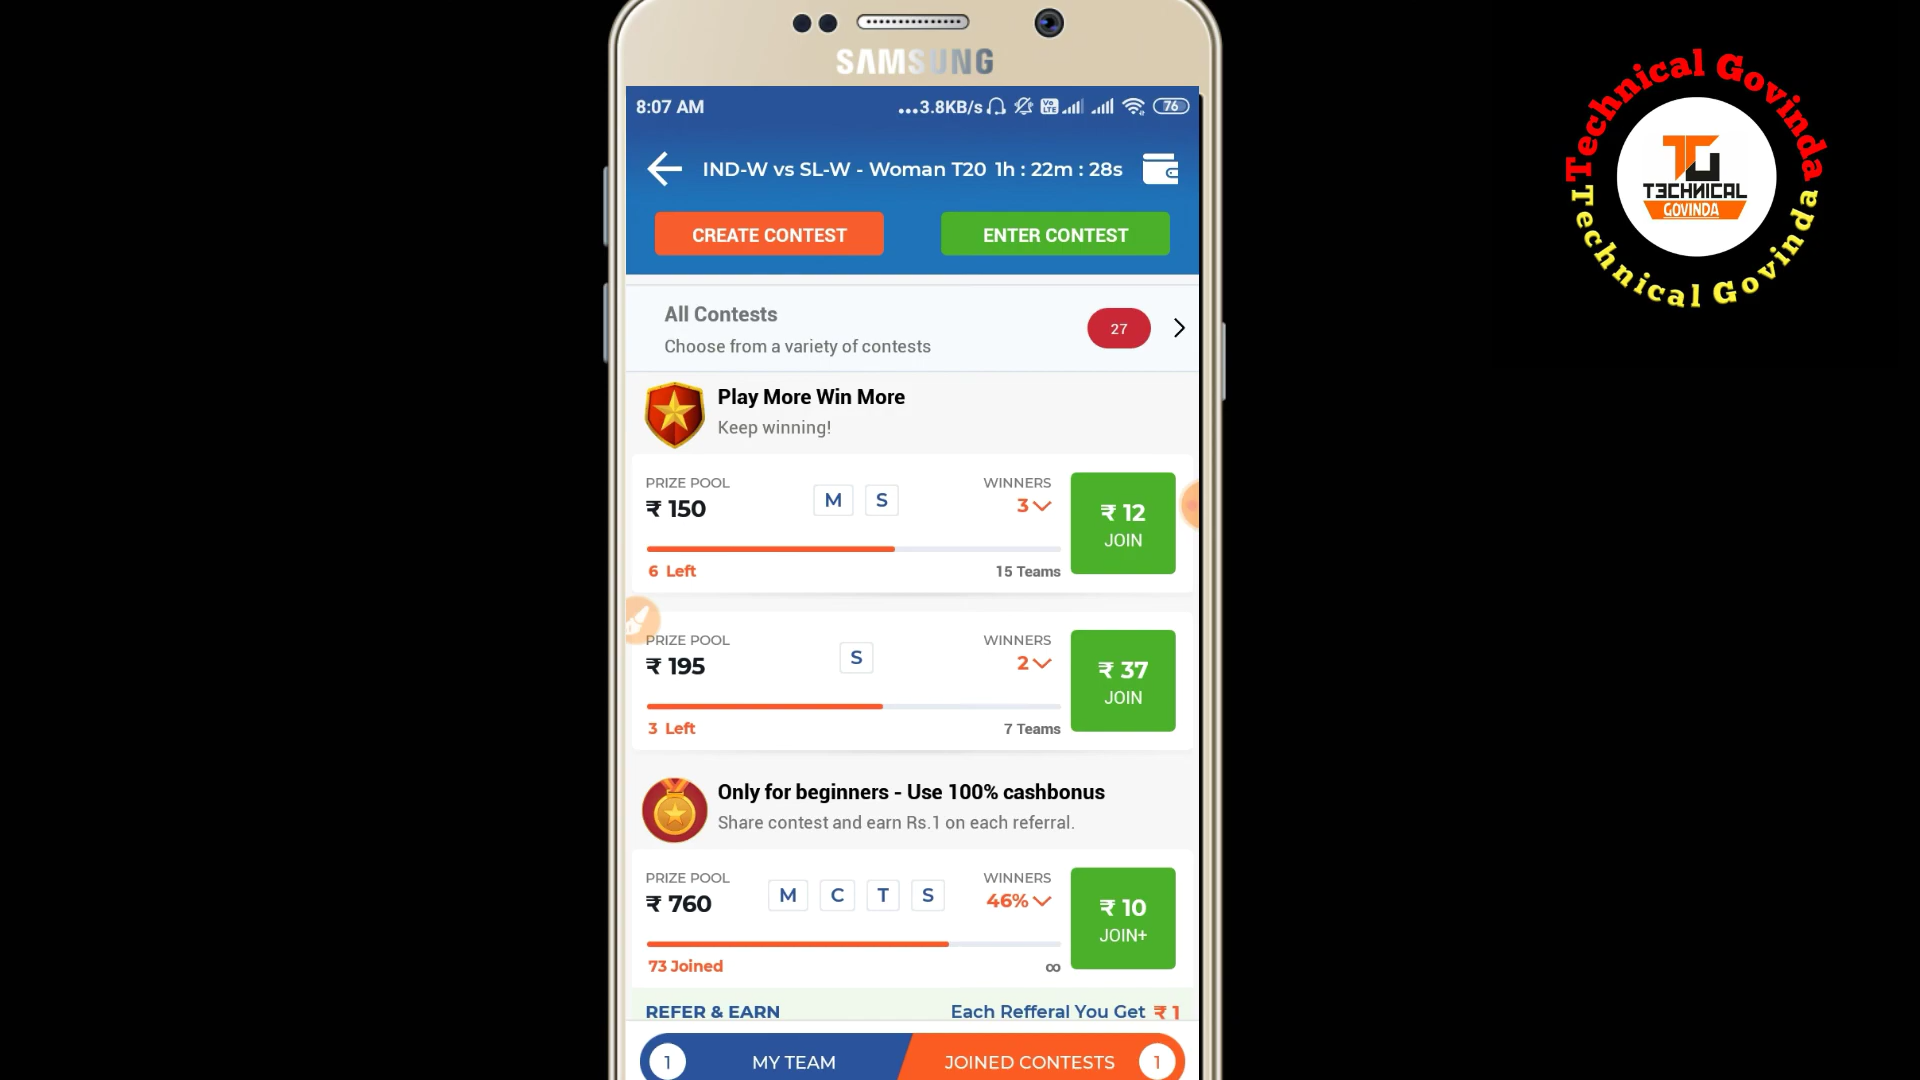 SAMSUNG
8:07 AM
...3.8KB/s Vo LTE 76
IND-W vs SL-W - Woman T20 1h : 22m : 28s
CREATE CONTEST ENTER CONTEST
All Contests
27
Choose from a variety of contests
Play More Win More
Keep winning!
PRIZE POOL M S WINNERS
₹ 150 3
₹ 12
JOIN
6 Left 15 Teams
PRIZE POOL S WINNERS
₹ 195 2
₹ 37
JOIN
3 Left 7 Teams
Only for beginners - Use 100% cashbonus
Share contest and earn Rs.1 on each referral.
PRIZE POOL M C T S WINNERS
₹ 760 46%
₹ 10
JOIN+
73 Joined ∞
REFER & EARN Each Refferal You Get ₹ 1
1 MY TEAM JOINED CONTESTS 1
Technical Govinda
TG
T3CHNICAL
GOVINDA
Technical Govinda